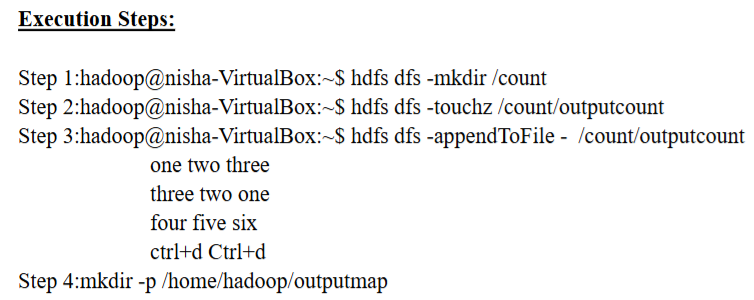 Execution Steps:
Step 1:hadoop@nisha-VirtualBox:~$ hdfs dfs -mkdir /count
Step 2:hadoop@nisha-VirtualBox:~$ hdfs dfs -touchz /count/outputcount
Step 3:hadoop@nisha-VirtualBox:~$ hdfs dfs -appendToFile - /count/outputcount
one two three
three two one
four five six
ctrl+d Ctrl+d
Step 4:mkdir -p /home/hadoop/outputmap